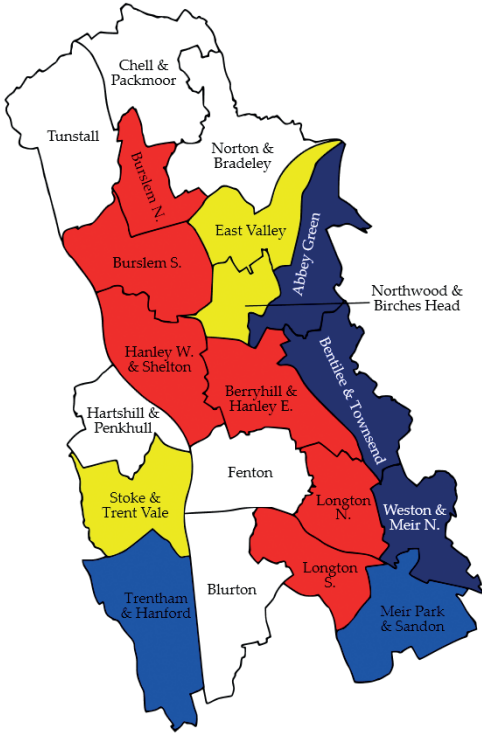 Chell &
Packmoor
Tunstall
Norton &
Bradeley
Burslem N.
East Valley
Abbey Green
Burslem S.
Northwood &
Birches Head
Hanley W.
& Shelton
Bentilee & Townsend
Berryhill &
Hanley E.
Hartshill &
Penkhull
Fenton
Stoke &
Trent Vale
Longton
N.
Weston &
Meir N.
Longton
S.
Trentham
& Hanford
Blurton
Meir Park
& Sandon